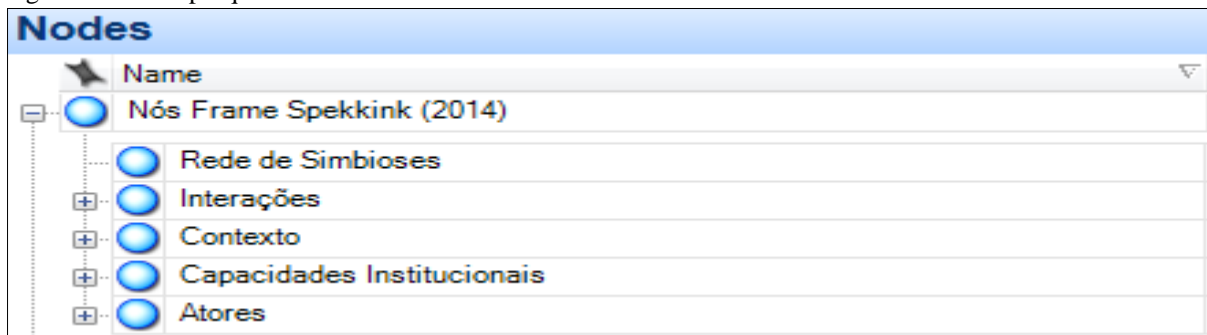 Nodes
Name
Nós Frame Spekkink (2014)
Rede de Simbioses
Interações
Contexto
Capacidades Institucionais
Atores